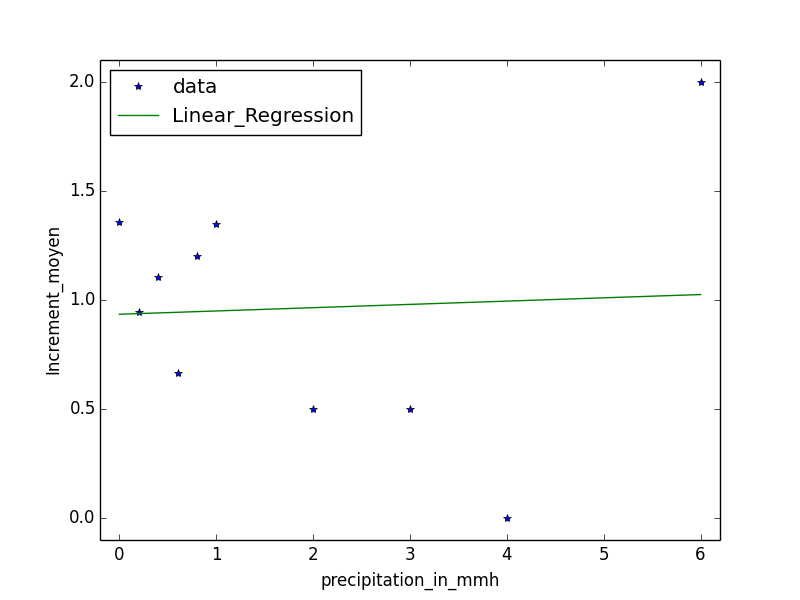 data
Linear_Regression
2.0
1.5
1.0
0.5
0.0
Increment_moyen
0 1 2 3 4 5 6
precipitation_in_mmh